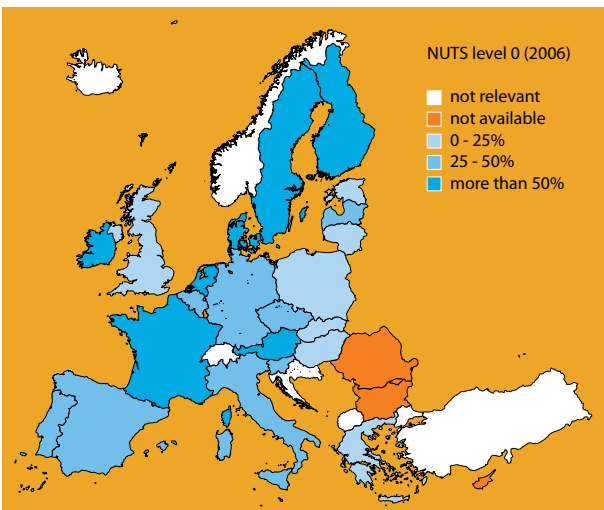 NUTS level 0 (2006)
not relevant
not available
0 - 25%
25 - 50%
more than 50%